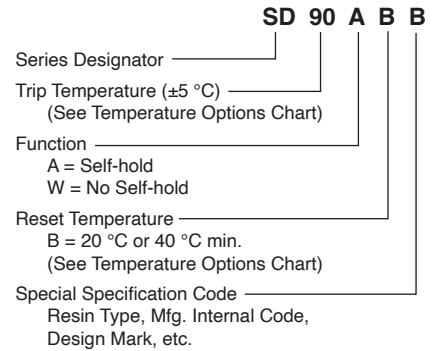 SD 90 A B B
Series Designator
Trip Temperature (±5 °C)
(See Temperature Options Chart)
Function
A = Self-hold
W = No Self-hold
Reset Temperature
B = 20 °C or 40 °C min.
(See Temperature Options Chart)
Special Specification Code
Resin Type, Mfg. Internal Code,
Design Mark, etc.